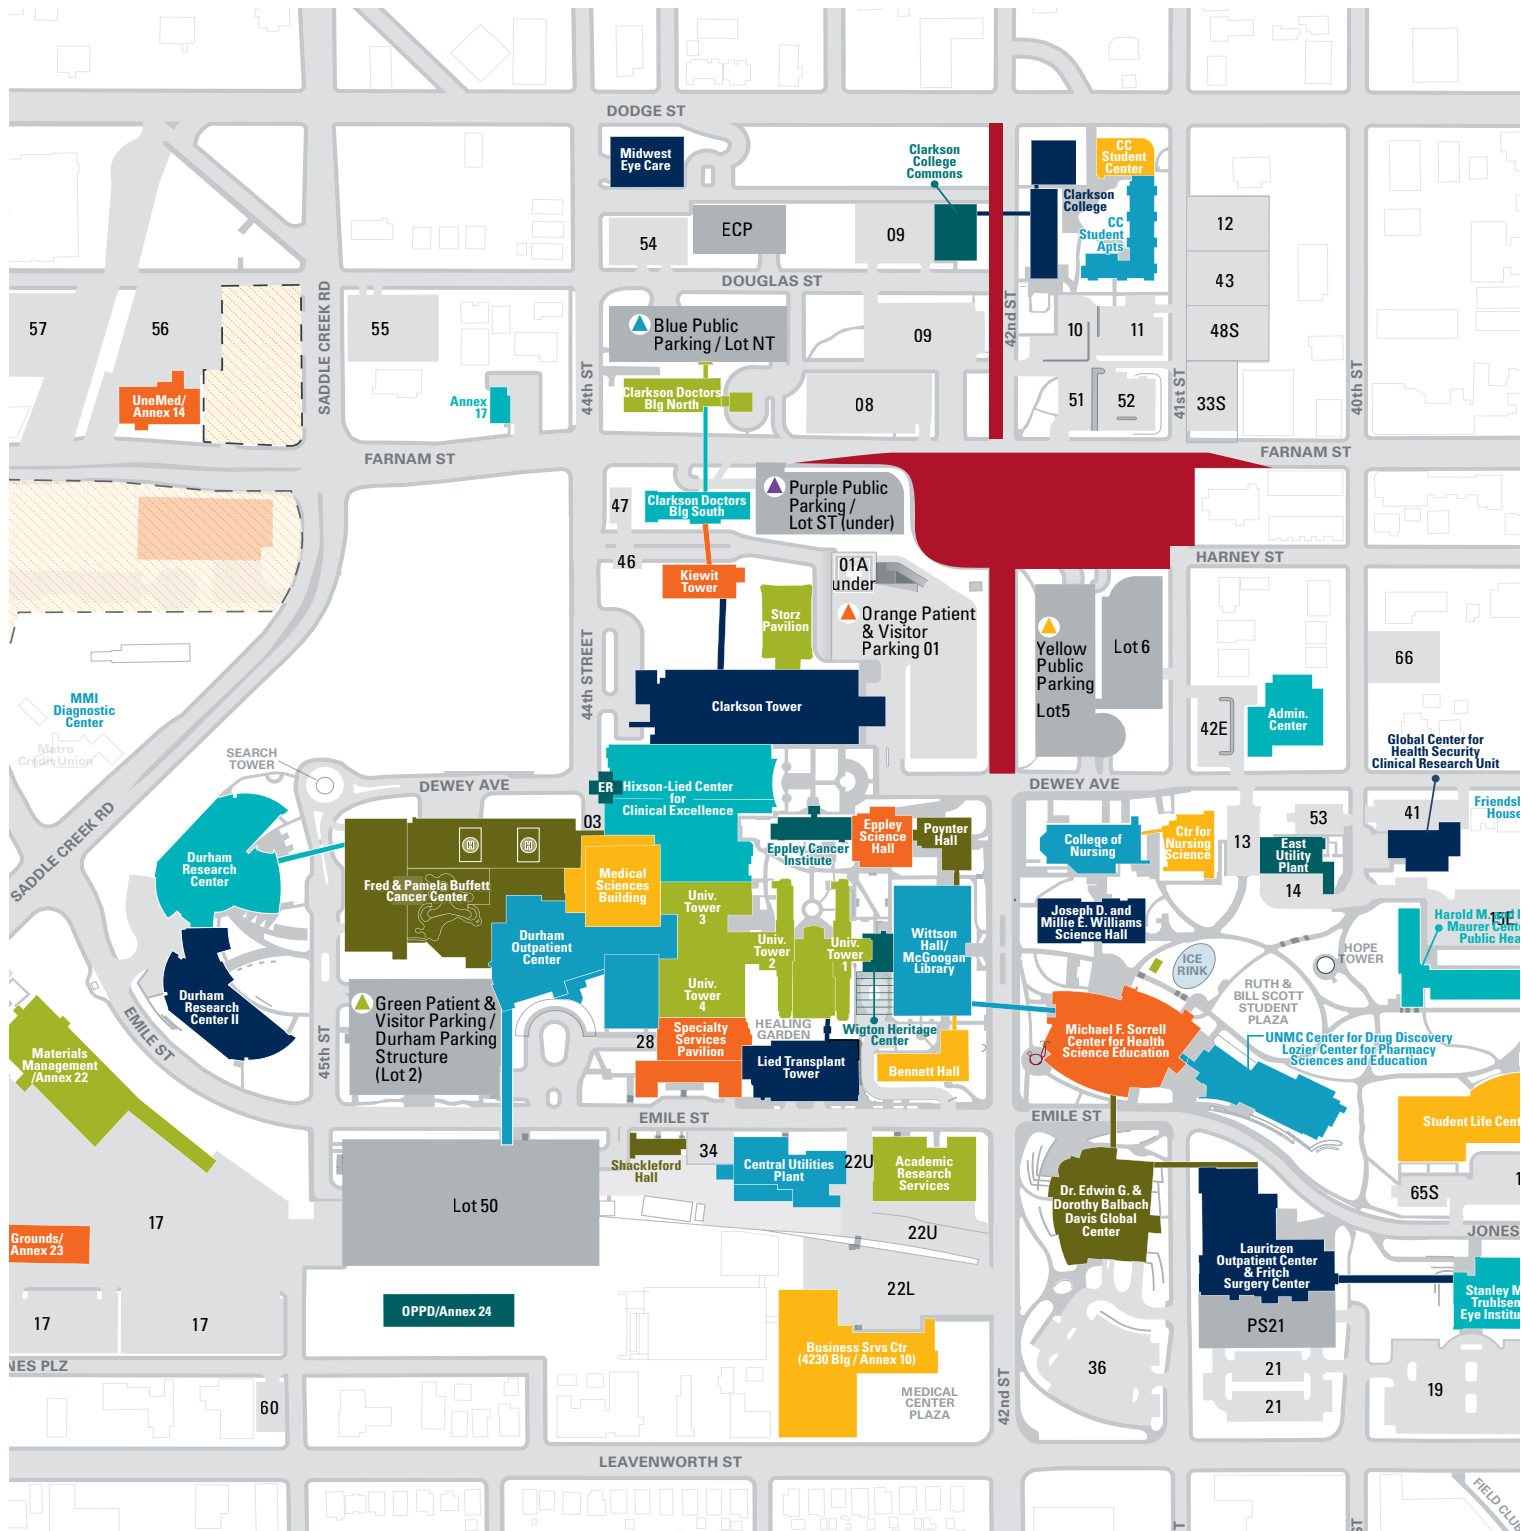 DODGE ST
Midwest
Eye Care
Clarkson
College
Commons
CC
Student
Center
Clarkson
College
CC
Student
Apts
54
ECP
09
12
DOUGLAS ST
43
57
56
SADDLE CREEK RD
55
Blue Public
Parking / Lot NT
09
42nd ST
10
11
48S
UneMed/
Annex 14
Annex
17
44th ST
Clarkson Doctors
Blg North
08
51
52
41st ST
33S
40th ST
FARNAM ST
FARNAM ST
47
Clarkson Doctors
Blg South
Purple Public
Parking /
Lot ST (under)
46
HARNEY ST
01A
under
Kiewit
Tower
Storz
Pavilion
Orange Patient
& Visitor
Parking 01
Yellow
Public
Parking
Lot5
Lot 6
66
44th STREET
MMI
Diagnostic
Center
Metro
Credit Union
Clarkson Tower
42E
Admin.
Center
SEARCH
TOWER
Global Center for
Health Security
Clinical Research Unit
DEWEY AVE
DEWEY AVE
ER
Hixson-Lied Center
for
Clinical Excellence
SADDLE CREEK RD
03
Eppley
Science
Hall
Poynter
Hall
Eppley Cancer
Institute
College of
Nursing
Ctr for
Nursing
Science
13
53
East
Utility
Plant
14
41
Durham
Research
Center
Fred & Pamela Buffett
Cancer Center
Medical
Sciences
Building
Univ.
Tower
3
Joseph D. and
Millie E. Williams
Science Hall
Durham
Outpatient
Center
Univ.
Tower
2
Univ.
Tower
1
Wittson
Hall/
McGoogan
Library
ICE
RINK
HOPE
TOWER
Durham
Research
Center II
Univ.
Tower
4
RUTH &
BILL SCOTT
STUDENT
PLAZA
EMILE ST
45th ST
Green Patient &
Visitor Parking /
Durham Parking
Structure
(Lot 2)
28
Specialty
Services
Pavilion
HEALING
GARDEN
Wigton Heritage
Center
Lied Transplant
Tower
Bennett Hall
Michael F. Sorrell
Center for Health
Science Education
UNMC Center for Drug Discovery
Lozier Center for Pharmacy
Sciences and Education
Materials
Management
/Annex 22
EMILE ST
EMILE ST
Shackleford
Hall
34
Central Utilities
Plant
22U
Academic
Research
Services
Lot 50
17
Grounds/
Annex 23
22U
22L
Dr. Edwin G. &
Dorothy Balbach
Davis Global
Center
65S
JONES
Lauritzen
Outpatient Center
& Fritch
Surgery Center
OPPD/Annex 24
17
17
PS21
Business Srvs Ctr
(4230 Blg / Annex 10)
36
21
21
19
60
42nd ST
MEDICAL
CENTER
PLAZA
LEAVENWORTH ST